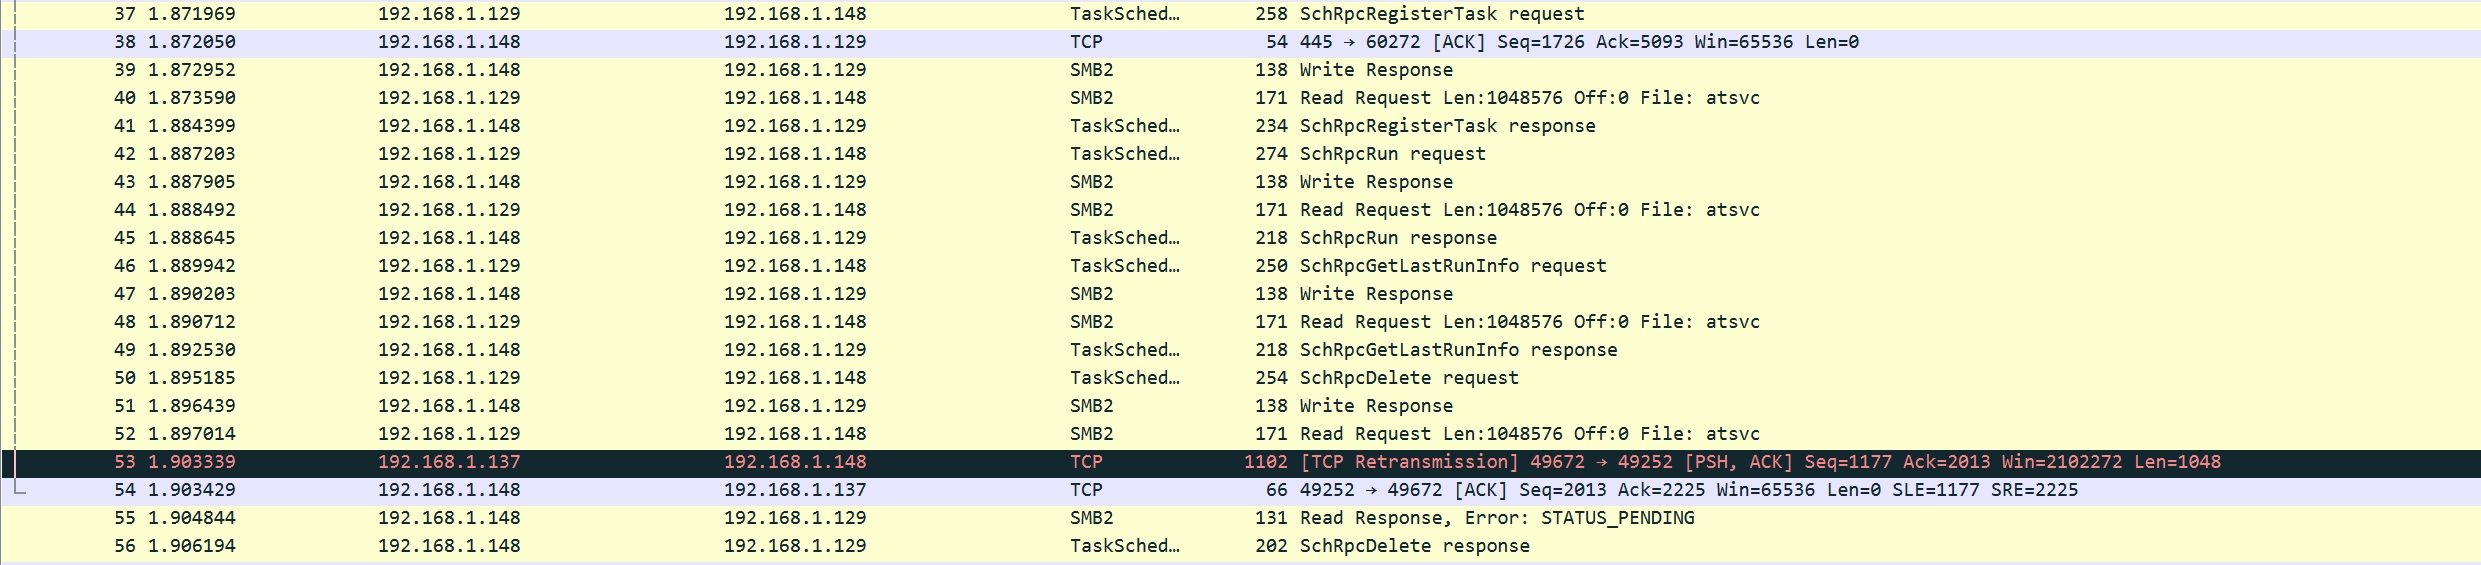 37 1.871969 192.168.1.129 192.168.1.148 TaskSched… 258 SchRpcRegisterTask request
38 1.872050 192.168.1.148 192.168.1.129 TCP 54 445 → 60272 [ACK] Seq=1726 Ack=5093 Win=65536 Len=0
39 1.872952 192.168.1.148 192.168.1.129 SMB2 138 Write Response
40 1.873590 192.168.1.129 192.168.1.148 SMB2 171 Read Request Len:1048576 Off:0 File: atsvc
41 1.884399 192.168.1.148 192.168.1.129 TaskSched… 234 SchRpcRegisterTask response
42 1.887203 192.168.1.129 192.168.1.148 TaskSched… 274 SchRpcRun request
43 1.887905 192.168.1.148 192.168.1.129 SMB2 138 Write Response
44 1.888492 192.168.1.129 192.168.1.148 SMB2 171 Read Request Len:1048576 Off:0 File: atsvc
45 1.888645 192.168.1.148 192.168.1.129 TaskSched… 218 SchRpcRun response
46 1.889942 192.168.1.129 192.168.1.148 TaskSched… 250 SchRpcGetLastRunInfo request
47 1.890203 192.168.1.148 192.168.1.129 SMB2 138 Write Response
48 1.890712 192.168.1.129 192.168.1.148 SMB2 171 Read Request Len:1048576 Off:0 File: atsvc
49 1.892530 192.168.1.148 192.168.1.129 TaskSched… 218 SchRpcGetLastRunInfo response
50 1.895185 192.168.1.129 192.168.1.148 TaskSched… 254 SchRpcDelete request
51 1.896439 192.168.1.148 192.168.1.129 SMB2 138 Write Response
52 1.897014 192.168.1.129 192.168.1.148 SMB2 171 Read Request Len:1048576 Off:0 File: atsvc
53 1.903339 192.168.1.137 192.168.1.148 TCP 1102 [TCP Retransmission] 49672 → 49252 [PSH, ACK] Seq=1177 Ack=2013 Win=2102272 Len=1048
54 1.903429 192.168.1.148 192.168.1.137 TCP 66 49252 → 49672 [ACK] Seq=2013 Ack=2225 Win=65536 Len=0 SLE=1177 SRE=2225
55 1.904844 192.168.1.148 192.168.1.129 SMB2 131 Read Response, Error: STATUS_PENDING
56 1.906194 192.168.1.148 192.168.1.129 TaskSched… 202 SchRpcDelete response